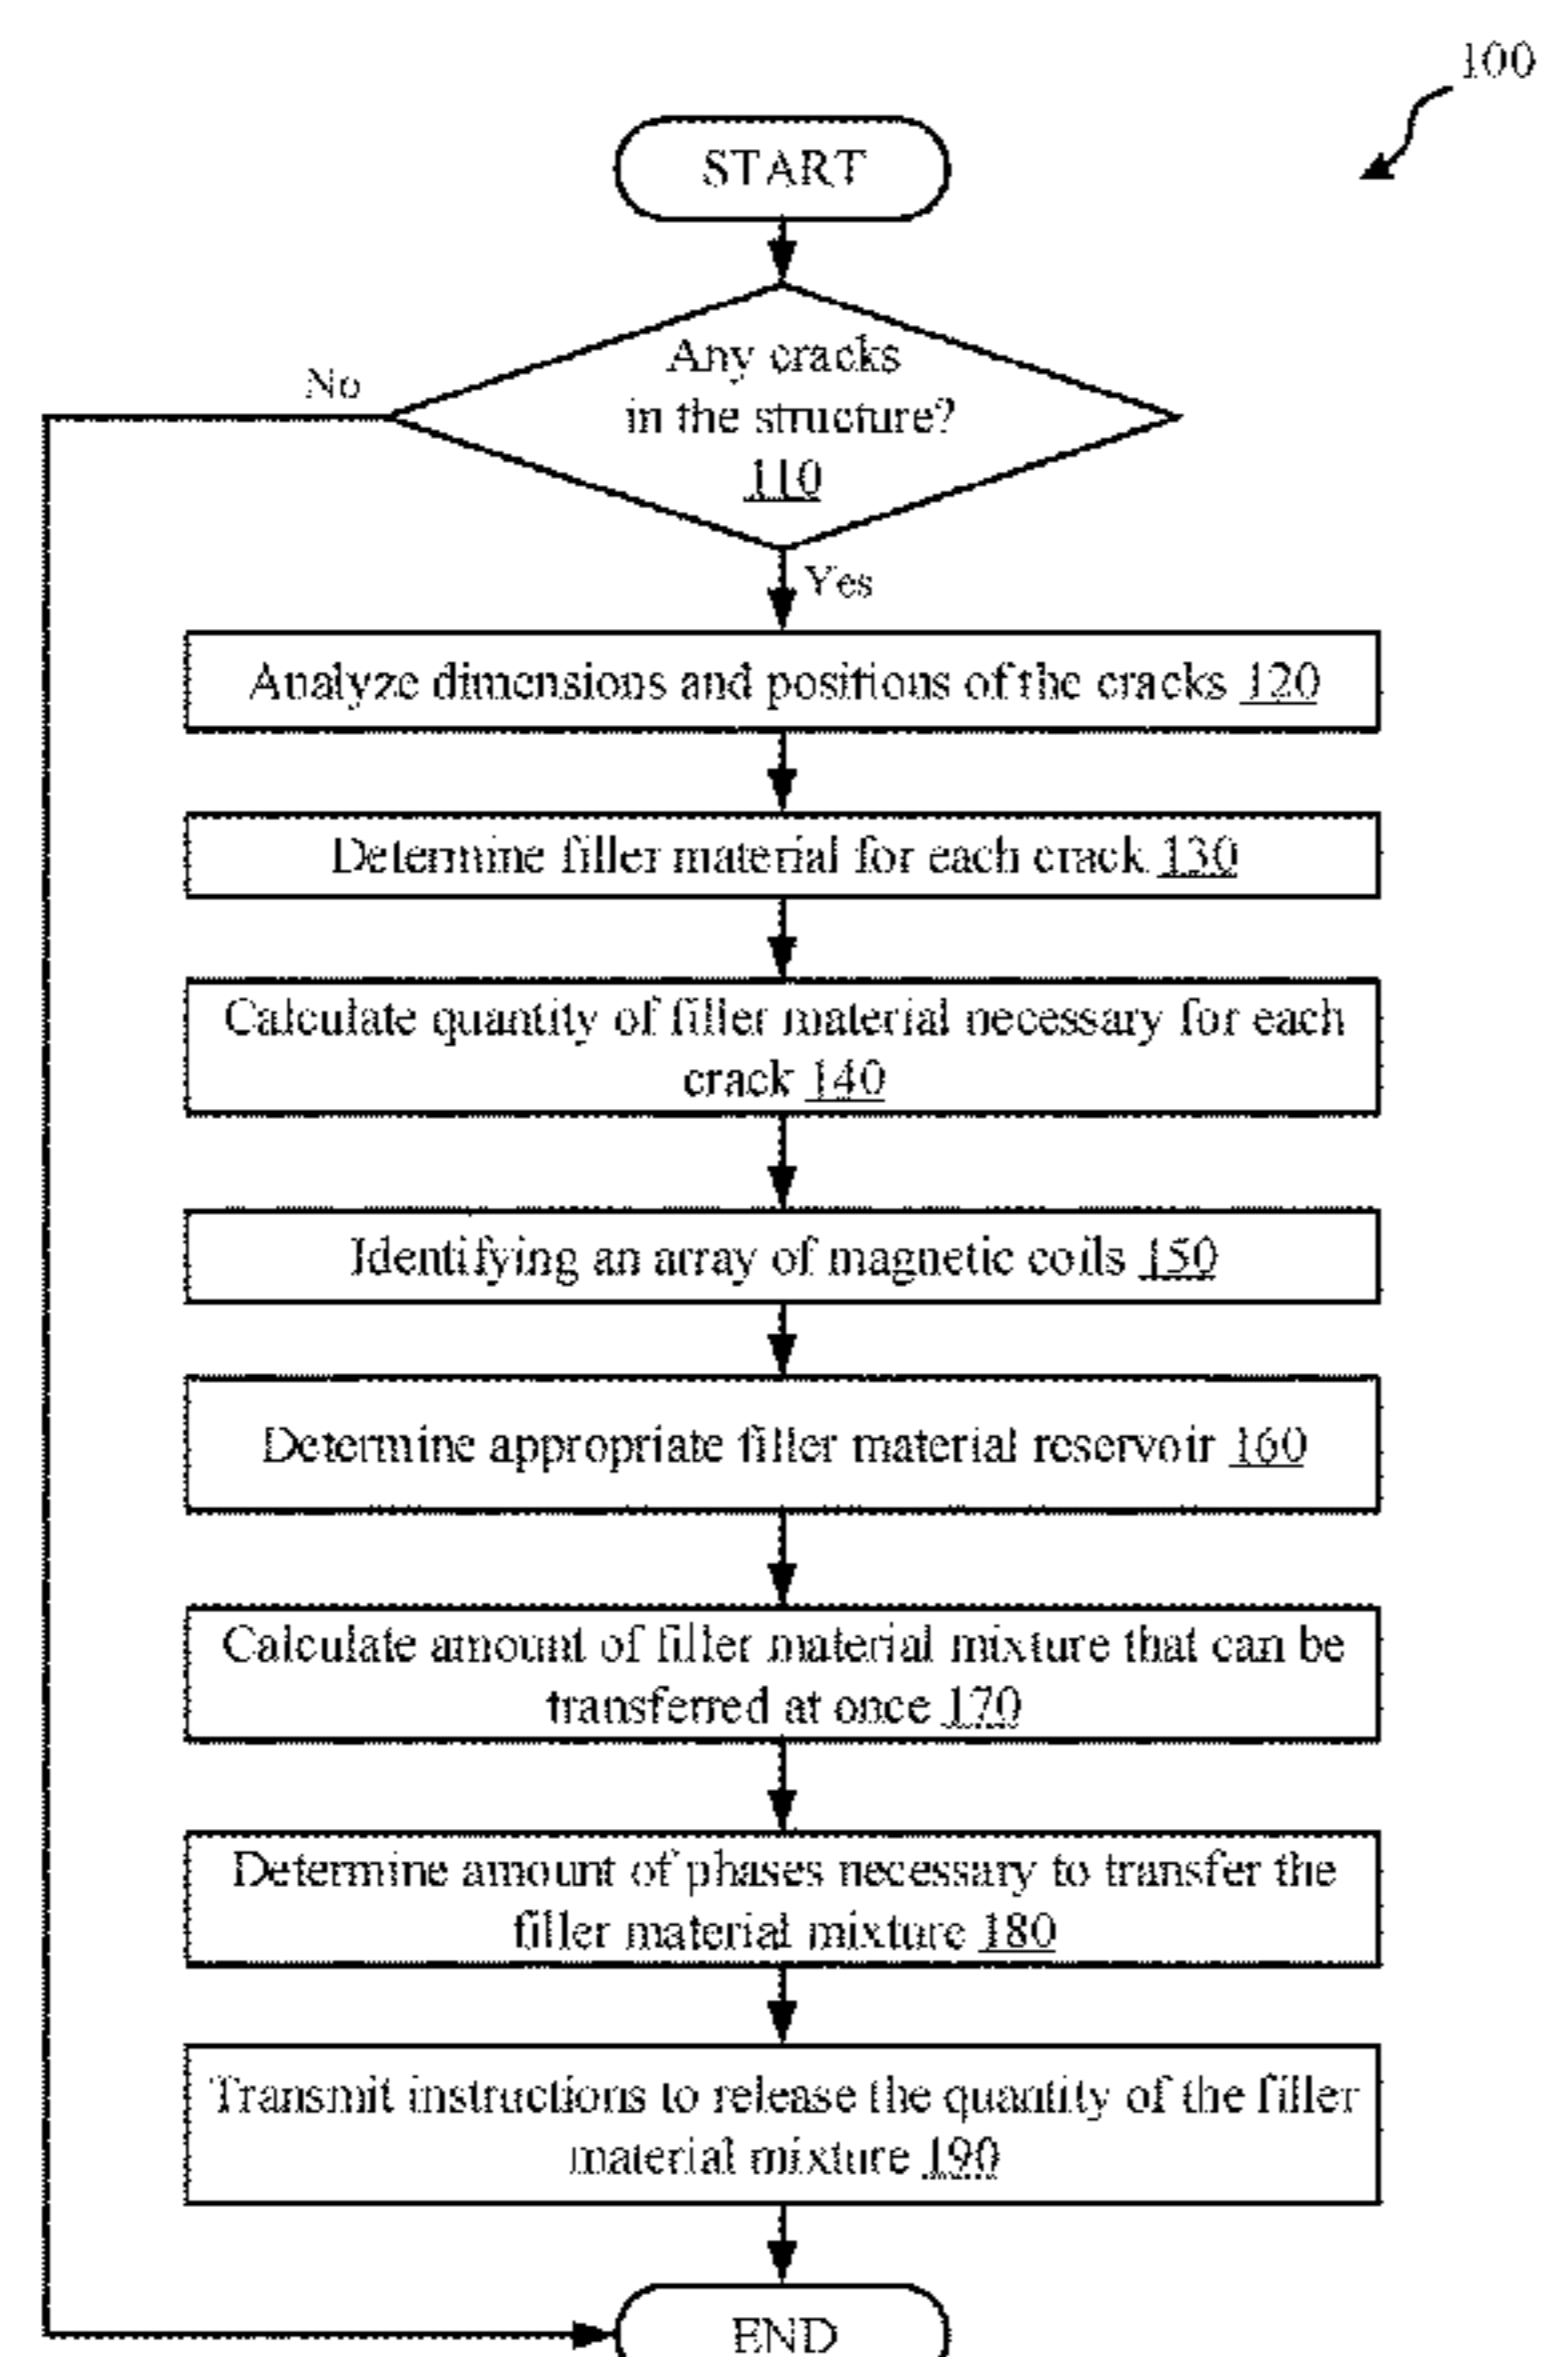 100
START
Any cracks
in the structure?
110
No
Yes
Analyze dimensions and positions of the cracks 120
Determine filler material for each crack 130
Calculate quantity of filler material necessary for each
crack 140
Identifying an array of magnetic coils 150
Determine appropriate filler material reservoir 160
Calculate amount of filler material mixture that can be
transferred at once 170
Determine amount of phases necessary to transfer the
filler material mixture 180
Transmit instructions to release the quantity of the filler
material mixture 190
END